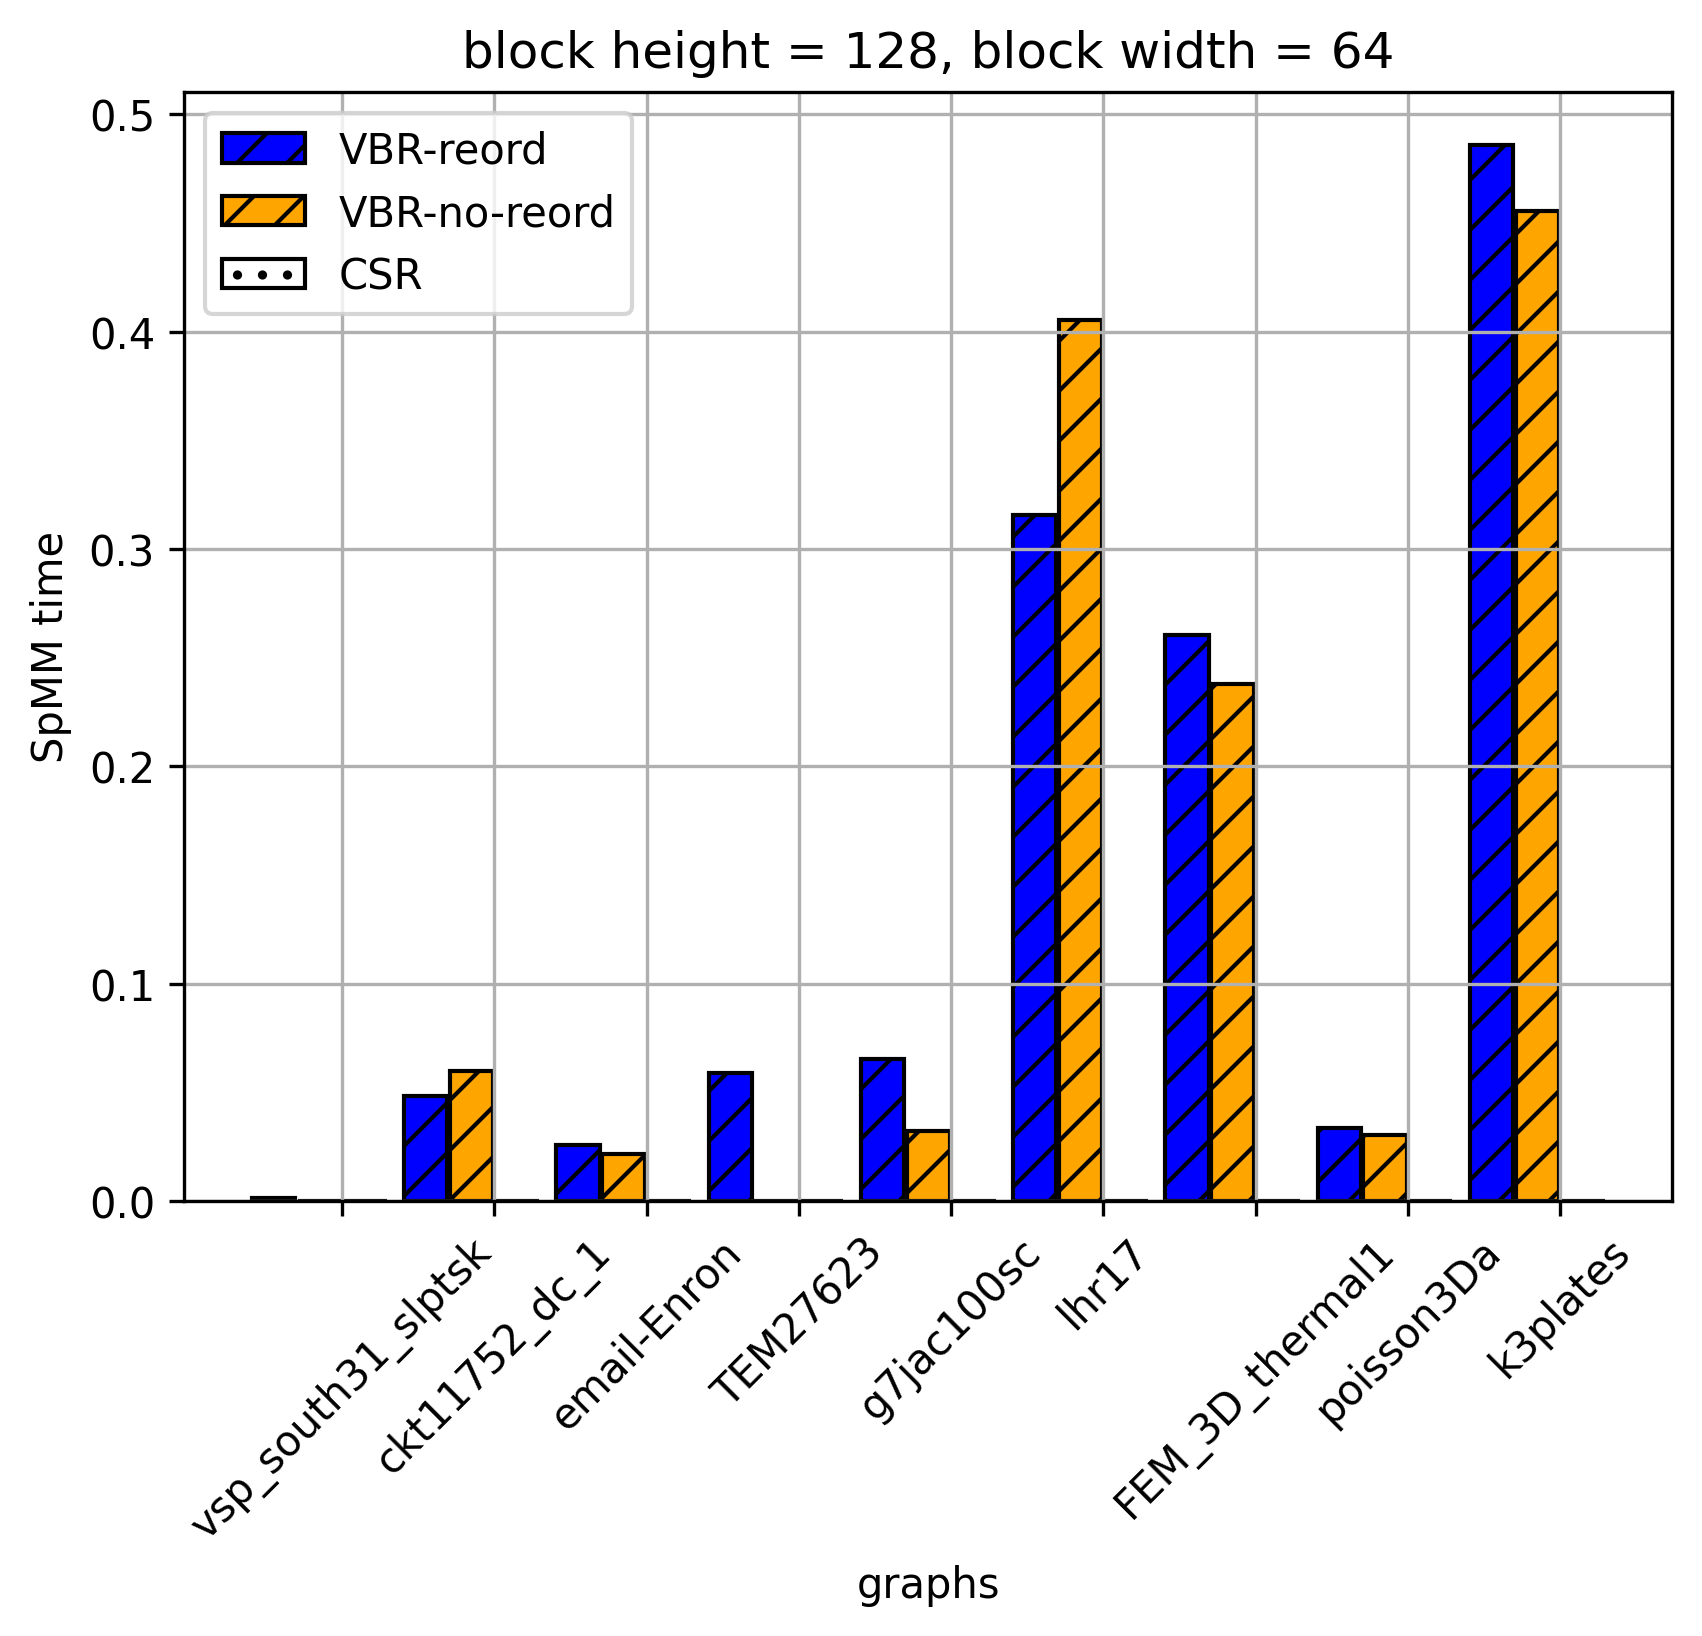 block height = 128, block width = 64
VBR-reord
VBR-no-reord
CSR
SpMM time
0.5
0.4
0.3
0.2
0.1
0.0
vsp_south31_slptsk
ckt11752_dc_1
email-Enron
TEM27623
g7jac100sc
lhr17
FEM_3D_thermal1
poisson3Da
k3plates
graphs